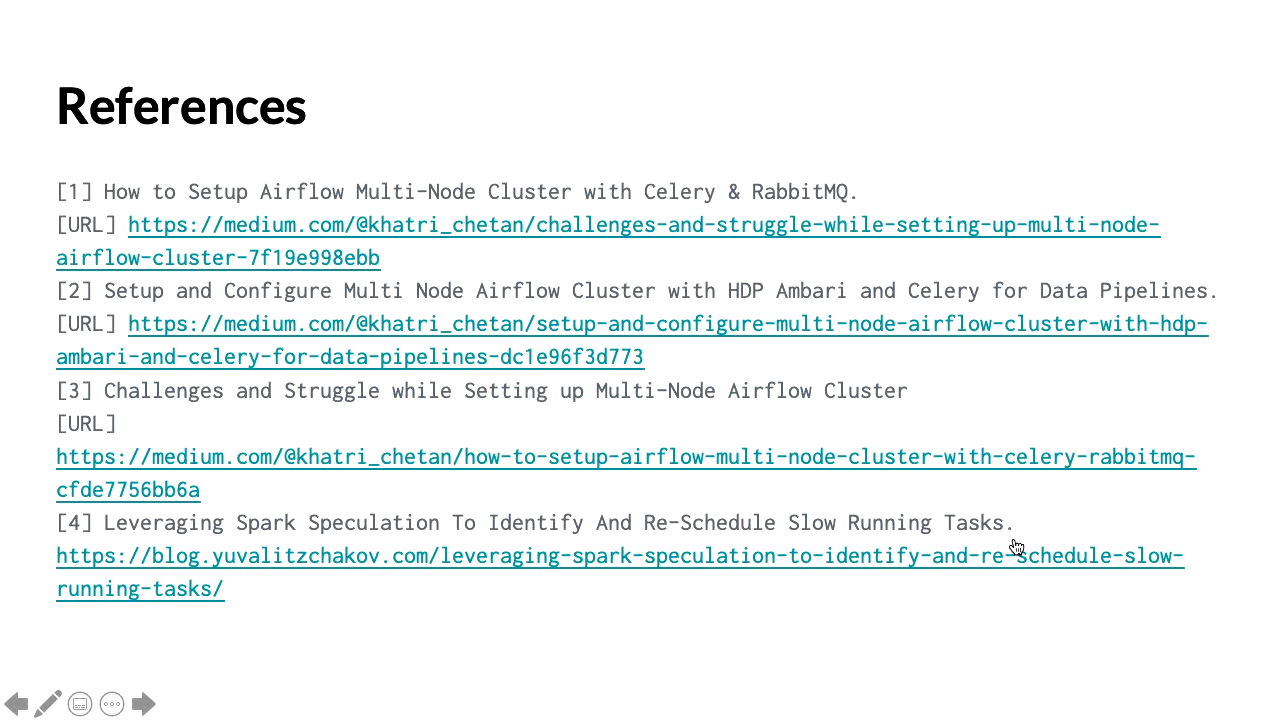 References
[1] How to Setup Airflow Multi-Node Cluster with Celery & RabbitMQ.
[URL] https://medium.com/@khatri_chetan/challenges-and-struggle-while-setting-up-multi-node-
airflow-cluster-7f19e998ebb
[2] Setup and Configure Multi Node Airflow Cluster with HDP Ambari and Celery for Data Pipelines.
[URL] https://medium.com/@khatri_chetan/setup-and-configure-multi-node-airflow-cluster-with-hdp-
ambari-and-celery-for-data-pipelines-dc1e96f3d773
[3] Challenges and Struggle while Setting up Multi-Node Airflow Cluster
[URL]
https://medium.com/@khatri_chetan/how-to-setup-airflow-multi-node-cluster-with-celery-rabbitmq-
cfde7756bb6a
[4] Leveraging Spark Speculation To Identify And Re-Schedule Slow Running Tasks.
https://blog.yuvalitzchakov.com/leveraging-spark-speculation-to-identify-and-re-schedule-slow-
running-tasks/